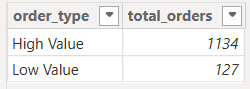 order_type total_orders
High Value 1134
Low Value 127